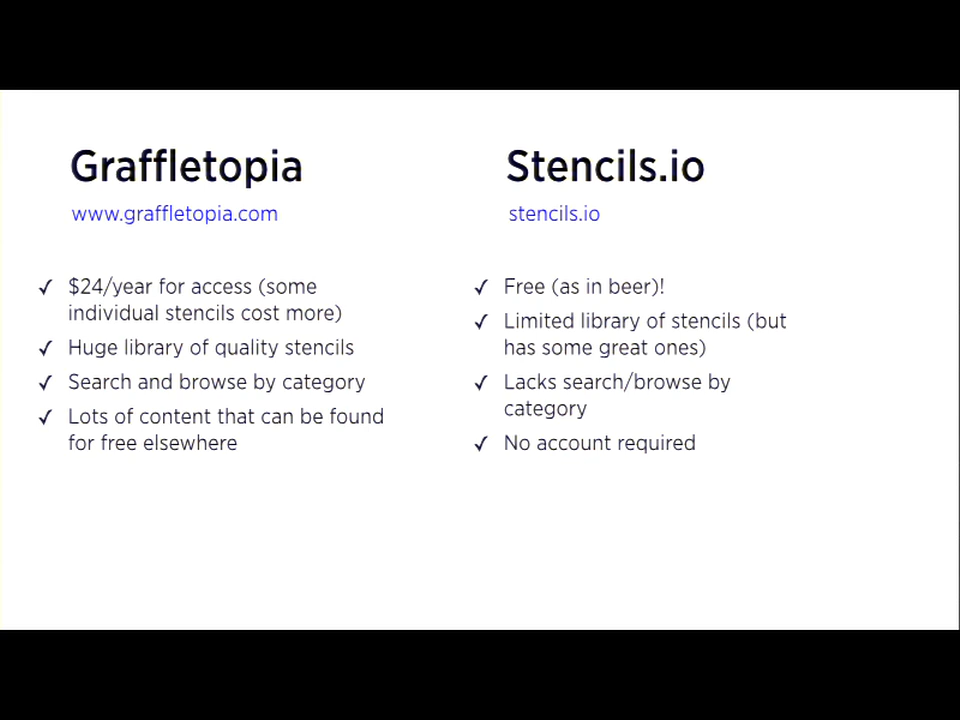 Graffletopia
www.graffletopia.com
✓ $24/year for access (some
individual stencils cost more)
✓ Huge library of quality stencils
✓ Search and browse by category
✓ Lots of content that can be found
for free elsewhere
Stencils.io
stencils.io
✓ Free (as in beer)!
✓ Limited library of stencils (but
has some great ones)
✓ Lacks search/browse by
category
✓ No account required